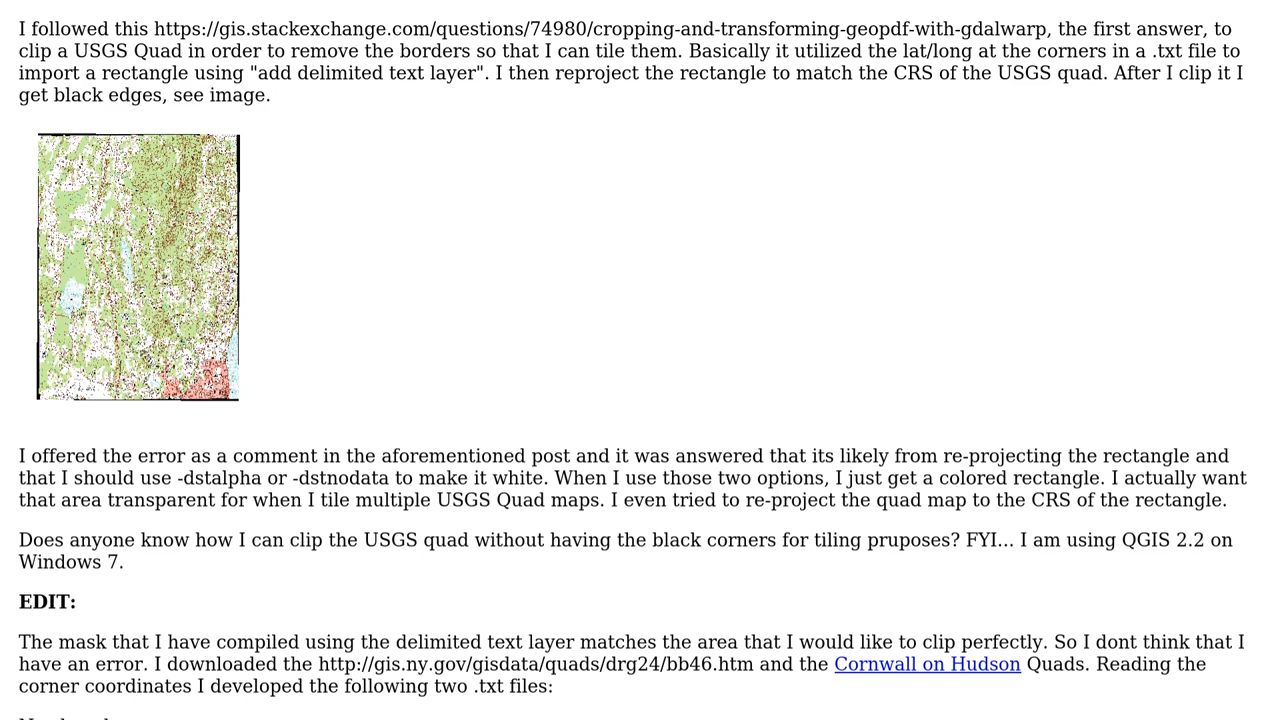 I followed this https://gis.stackexchange.com/questions/74980/cropping-and-transforming-geopdf-with-gdalwarp, the first answer, to
clip a USGS Quad in order to remove the borders so that I can tile them. Basically it utilized the lat/long at the corners in a .txt file to
import a rectangle using "add delimited text layer". I then reproject the rectangle to match the CRS of the USGS quad. After I clip it I
get black edges, see image.
I offered the error as a comment in the aforementioned post and it was answered that its likely from re-projecting the rectangle and
that I should use -dstalpha or -dstnodata to make it white. When I use those two options, I just get a colored rectangle. I actually want
that area transparent for when I tile multiple USGS Quad maps. I even tried to re-project the quad map to the CRS of the rectangle.
Does anyone know how I can clip the USGS quad without having the black corners for tiling pruposes? FYI... I am using QGIS 2.2 on
Windows 7.
EDIT:
The mask that I have compiled using the delimited text layer matches the area that I would like to clip perfectly. So I dont think that I
have an error. I downloaded the http://gis.ny.gov/gisdata/quads/drg24/bb46.htm and the Cornwall on Hudson Quads. Reading the
corner coordinates I developed the following two .txt files: